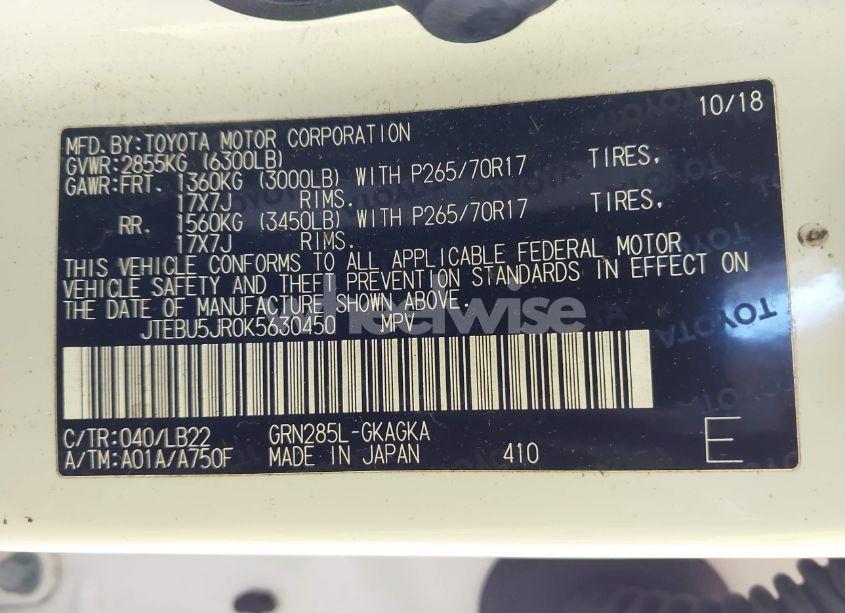 10/18
MFD. BY: TOYOTA MOTOR CORPORATION
GVWR: 2855KG (6300LB)
GAWR: FRT. 1360KG (3000LB) WITH P265/70R17 TIRES,
17X7J RIMS.
RR. 1560KG (3450LB) WITH P265/70R17 TIRES,
17X7J RIMS.
THIS VEHICLE CONFORMS TO ALL APPLICABLE FEDERAL MOTOR
VEHICLE SAFETY AND THEFT PREVENTION STANDARDS IN EFFECT ON
THE DATE OF MANUFACTURE SHOWN ABOVE.
JTEBU5JR0K5630450 MPV
C/TR: 040/LB22 GRN285L-GKAGKA
A/TM: A01A/A750F MADE IN JAPAN 410 E
TOYOTA